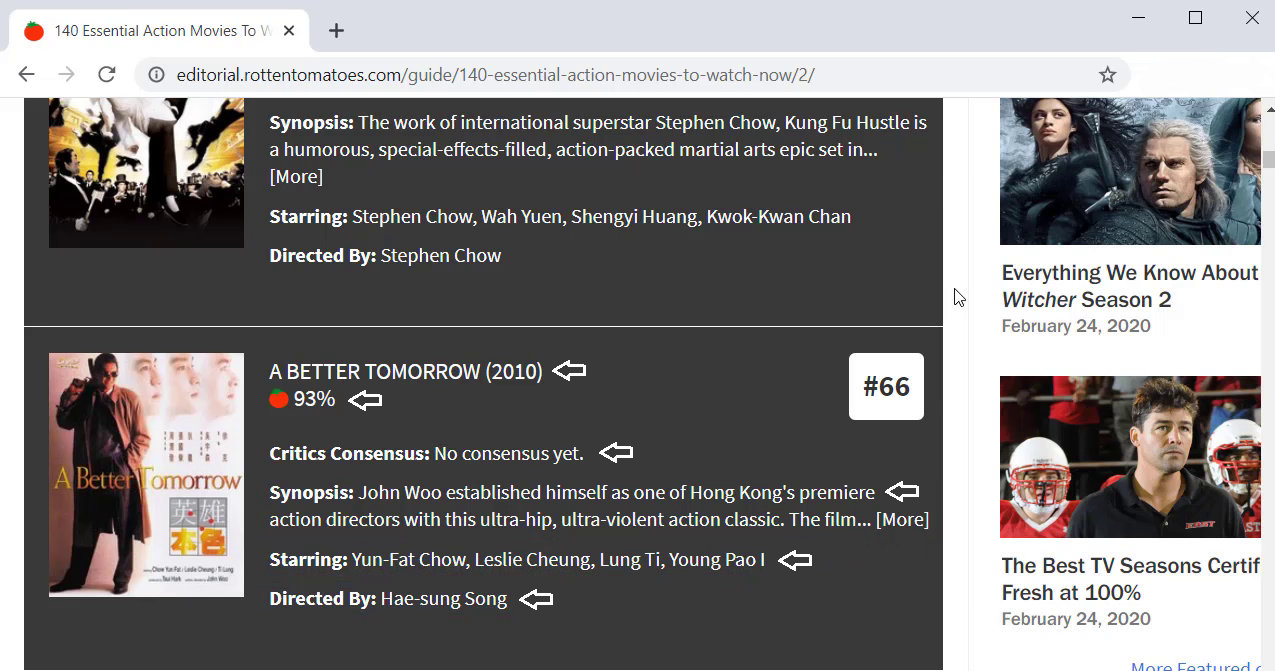 140 Essential Action Movies To W
editorial.rottentomatoes.com/guide/140-essential-action-movies-to-watch-now/2/
Synopsis: The work of international superstar Stephen Chow, Kung Fu Hustle is
a humorous, special-effects-filled, action-packed martial arts epic set in...
[More]
Starring: Stephen Chow, Wah Yuen, Shengyi Huang, Kwok-Kwan Chan
Directed By: Stephen Chow
A BETTER TOMORROW (2010)
93%
#66
Critics Consensus: No consensus yet.
Synopsis: John Woo established himself as one of Hong Kong's premiere
action directors with this ultra-hip, ultra-violent action classic. The film... [More]
Starring: Yun-Fat Chow, Leslie Cheung, Lung Ti, Young Pao I
Directed By: Hae-sung Song
A Better Tomorrow
英雄
本色
Everything We Know About
Witcher Season 2
February 24, 2020
EAST
The Best TV Seasons Certif
Fresh at 100%
February 24, 2020
More Featured